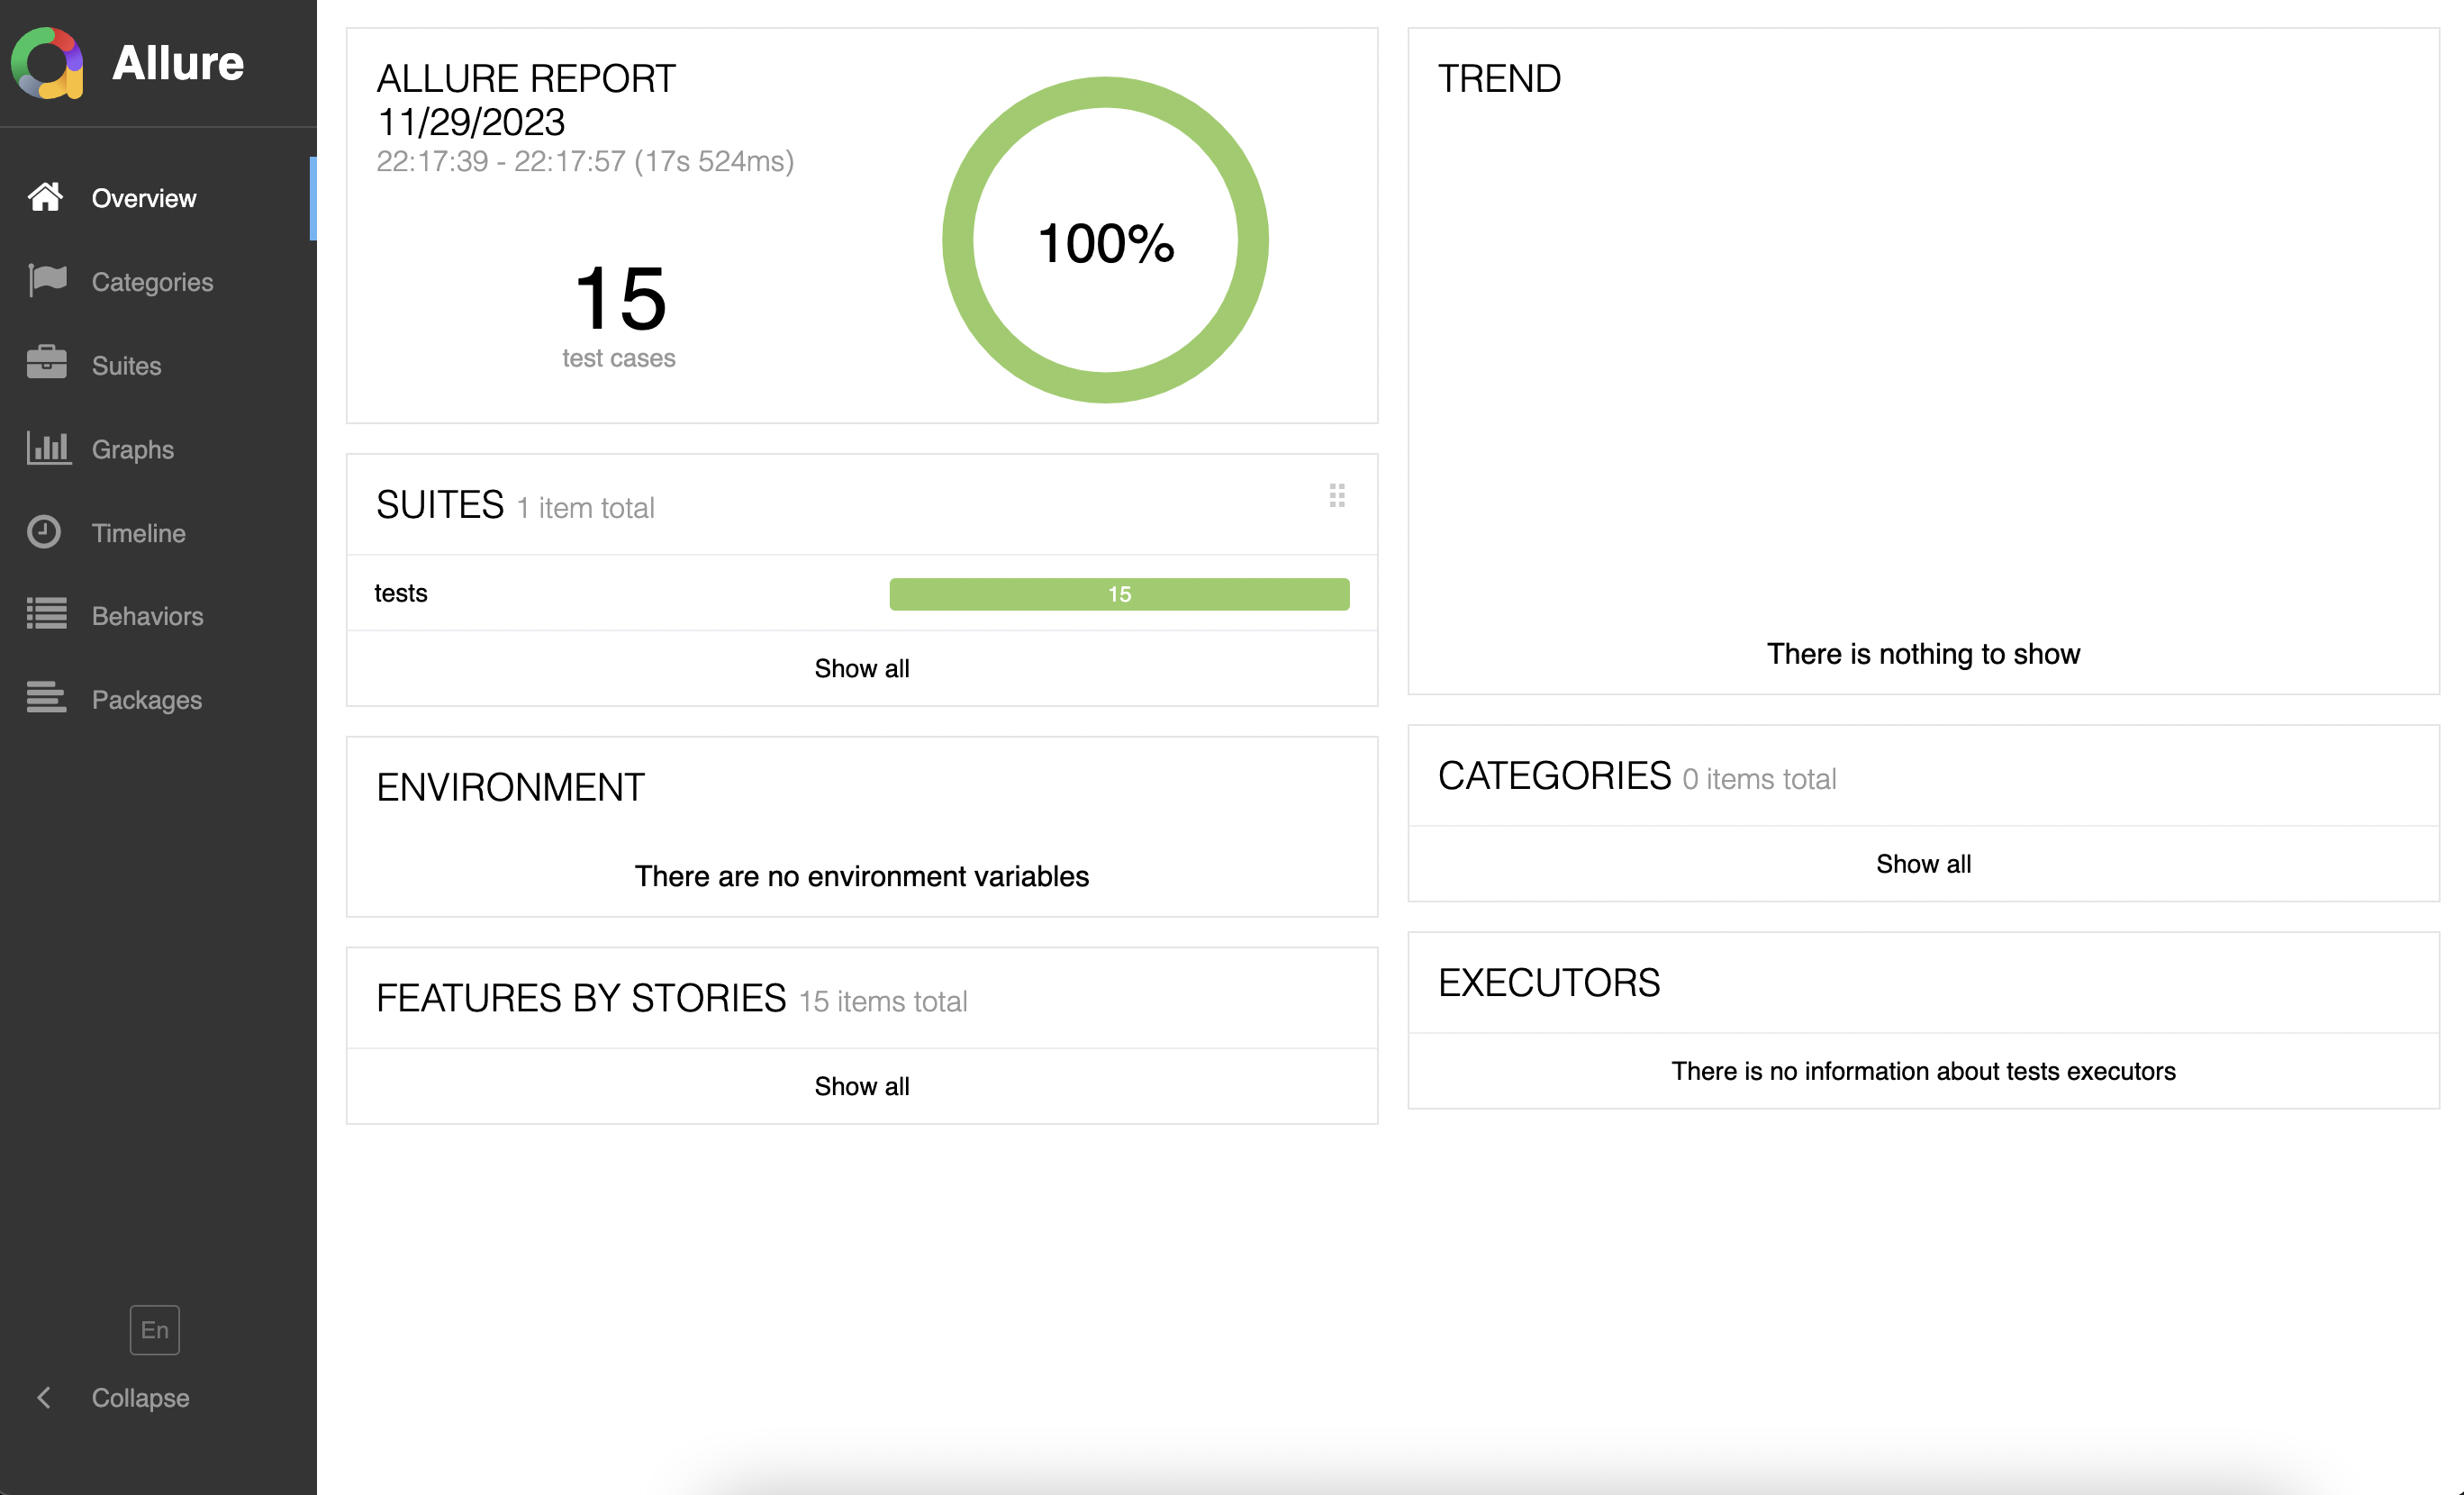 Allure
Overview
Categories
Suites
Graphs
Timeline
Behaviors
Packages
En
Collapse
ALLURE REPORT
11/29/2023
22:17:39 - 22:17:57 (17s 524ms)
15
test cases
100%
SUITES 1 item total
tests 15
Show all
ENVIRONMENT
There are no environment variables
FEATURES BY STORIES 15 items total
Show all
TREND
There is nothing to show
CATEGORIES 0 items total
Show all
EXECUTORS
There is no information about tests executors